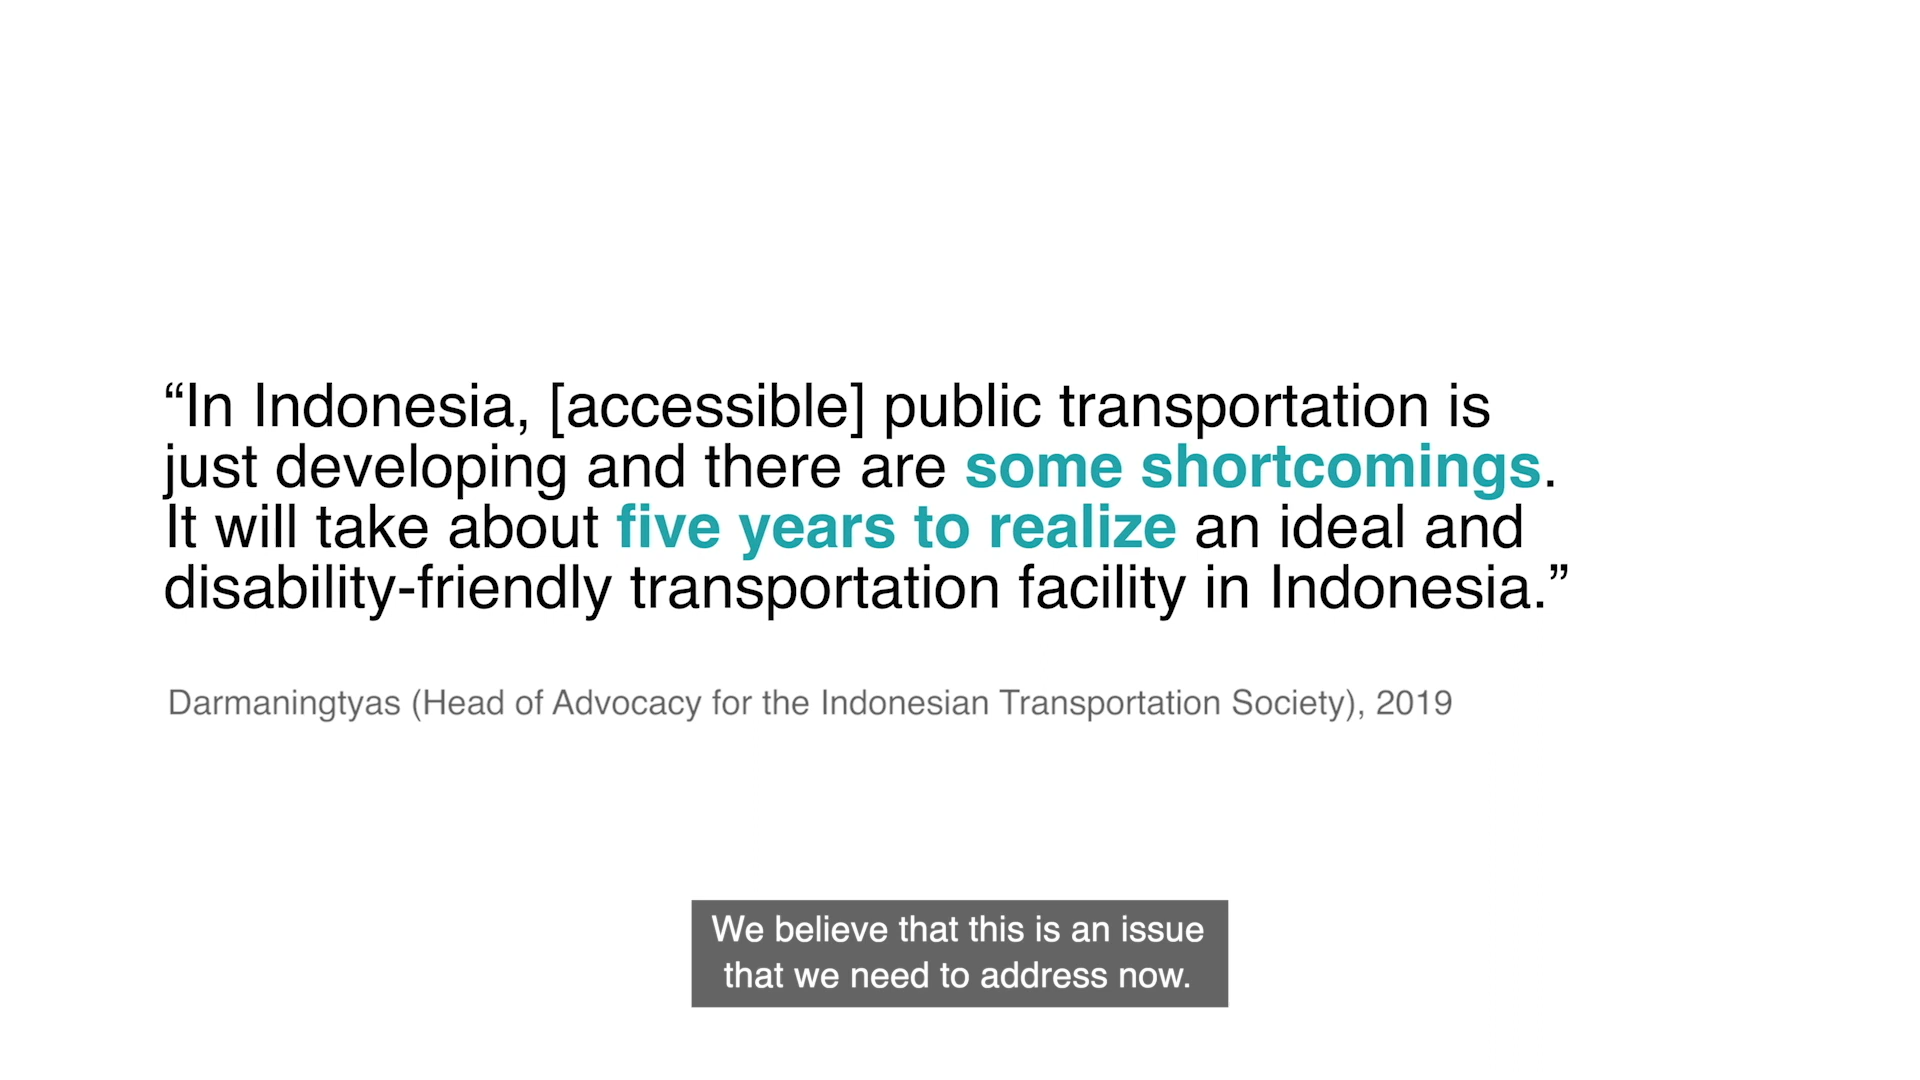 “In Indonesia, [accessible] public transportation is
just developing and there are some shortcomings.
It will take about five years to realize an ideal and
disability-friendly transportation facility in Indonesia.”
Darmaningtyas (Head of Advocacy for the Indonesian Transportation Society), 2019
We believe that this is an issue
that we need to address now.